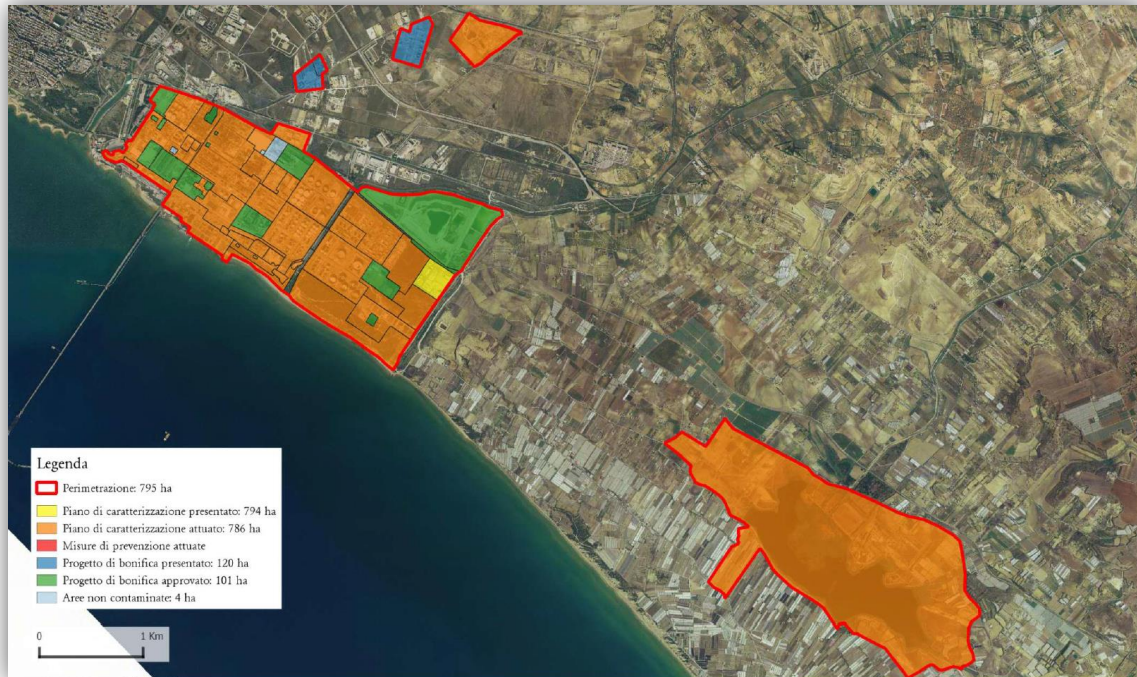 Legenda
Perimetrazione: 795 ha
Piano di caratterizzazione presentato: 794 ha
Piano di caratterizzazione attuato: 786 ha
Misure di prevenzione attuate
Progetto di bonifica presentato: 120 ha
Progetto di bonifica approvato: 101 ha
Aree non contaminate: 4 ha
0 1 Km